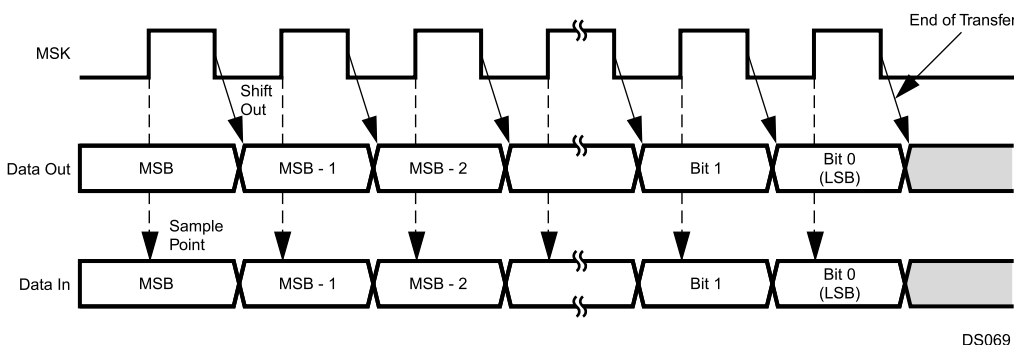 End of Transfer
MSK
Shift
Out
Data Out
MSB
MSB - 1
MSB - 2
Bit 1
Bit 0
(LSB)
Sample
Point
Data In
MSB
MSB - 1
MSB - 2
Bit 1
Bit 0
(LSB)
DS069